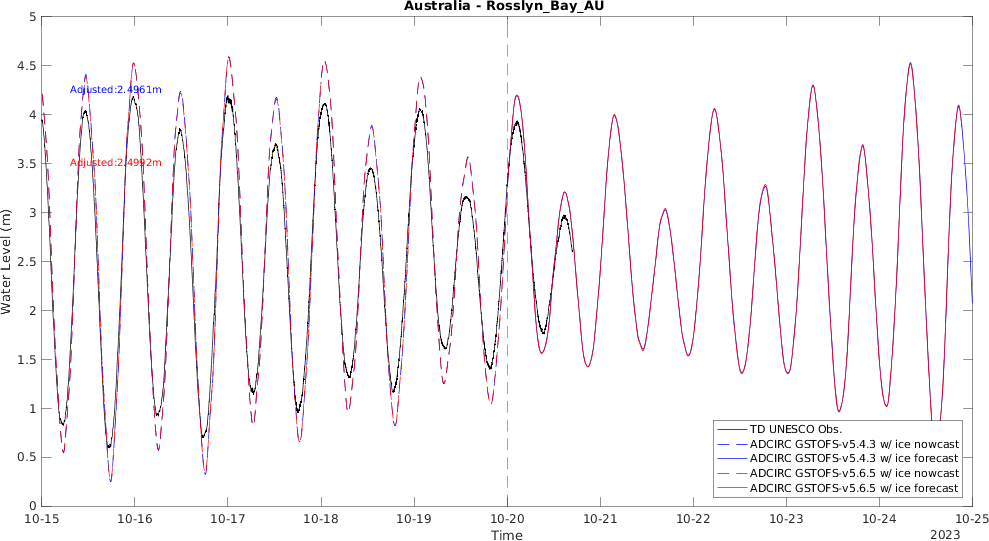 Australia - Rosslyn_Bay_AU
5
4.5
4
3.5
3
2.5
2
1.5
1
0.5
0
Water Level (m)
Adjusted:2.4961m
Adjusted:2.4992m
TD UNESCO Obs.
ADCIRC GSTOFS-v5.4.3 w/ ice nowcast
ADCIRC GSTOFS-v5.4.3 w/ ice forecast
ADCIRC GSTOFS-v5.6.5 w/ ice nowcast
ADCIRC GSTOFS-v5.6.5 w/ ice forecast
10-15 10-16 10-17 10-18 10-19 10-20 10-21 10-22 10-23 10-24 10-25
Time
2023